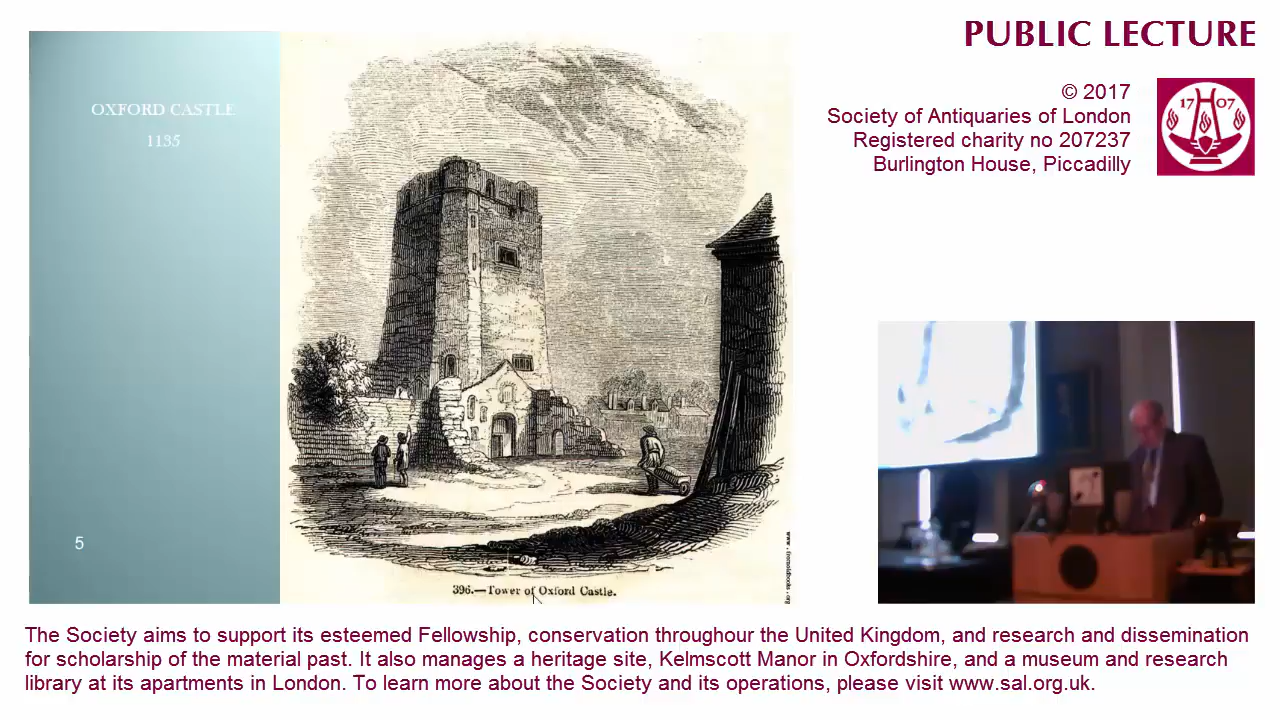 PUBLIC LECTURE
© 2017
Society of Antiquaries of London
Registered charity no 207237
Burlington House, Piccadilly
17 07
OXFORD CASTLE
1135
5
396.—Tower of Oxford Castle.
The Society aims to support its esteemed Fellowship, conservation throughour the United Kingdom, and research and dissemination
for scholarship of the material past. It also manages a heritage site, Kelmscott Manor in Oxfordshire, and a museum and research
library at its apartments in London. To learn more about the Society and its operations, please visit www.sal.org.uk.